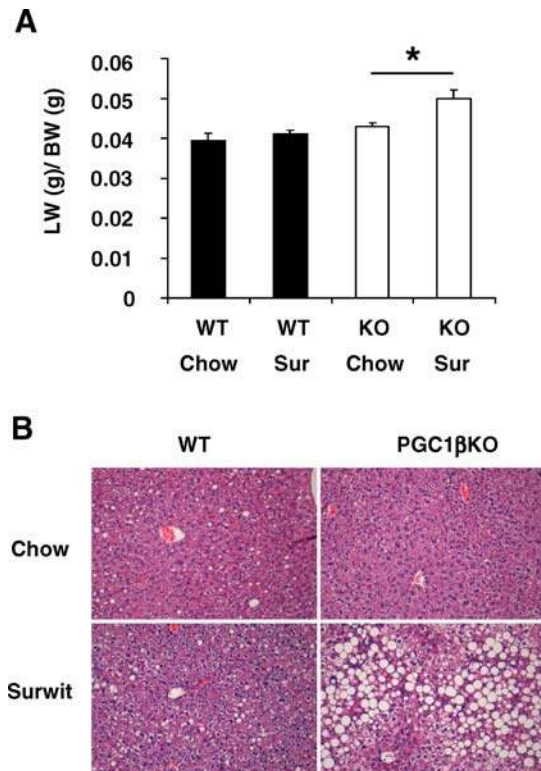 A
LW (g)/ BW (g)
0.06
0.05
0.04
0.03
0.02
0.01
0
*
WT WT KO KO
Chow Sur Chow Sur
B
WT PGC1βKO
Chow
Surwit